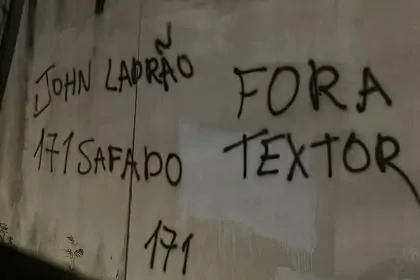 JOHN LADRÃO
171 SAFADO
171
FORA
TEXTOR